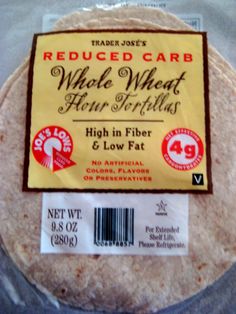 TRADER JOSÉ'S
REDUCED CARB
Whole Wheat
Flour Tortillas
High in Fiber
& Low Fat
JOE'S LOWS
4g
NO ARTIFICIAL
COLORS, FLAVORS
OR PRESERVATIVES
V
NET WT.
9.8 OZ
(280g)
For Extended
Shelf Life,
Please Refrigerate.